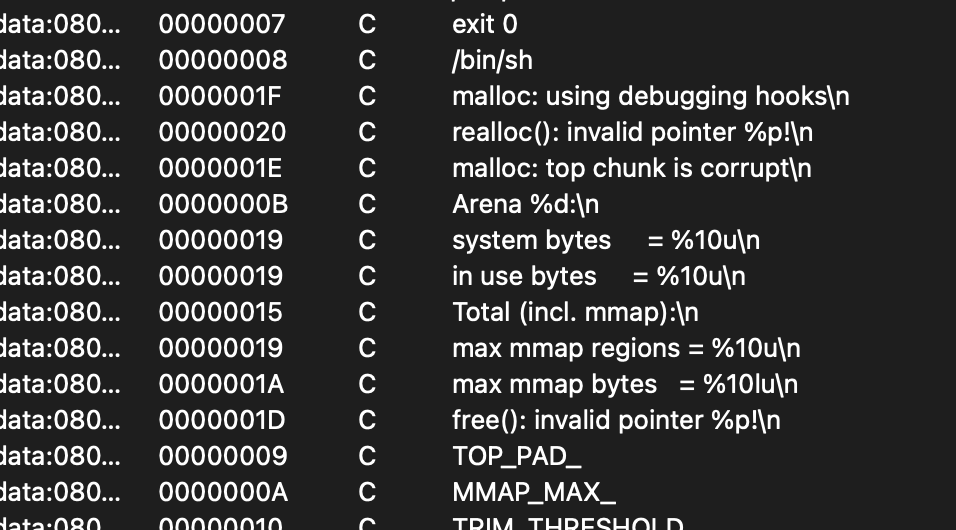 data:080... 00000007 C exit 0
data:080... 00000008 C /bin/sh
data:080... 0000001F C malloc: using debugging hooks\n
data:080... 00000020 C realloc(): invalid pointer %p!\n
data:080... 0000001E C malloc: top chunk is corrupt\n
data:080... 0000000B C Arena %d:\n
data:080... 00000019 C system bytes     = %10u\n
data:080... 00000019 C in use bytes     = %10u\n
data:080... 00000015 C Total (incl. mmap):\n
data:080... 00000019 C max mmap regions = %10u\n
data:080... 0000001A C max mmap bytes   = %10lu\n
data:080... 0000001D C free(): invalid pointer %p!\n
data:080... 00000009 C TOP_PAD_
data:080... 0000000A C MMAP_MAX_
data:080... 00000010 C TRIM_THRESHOLD_